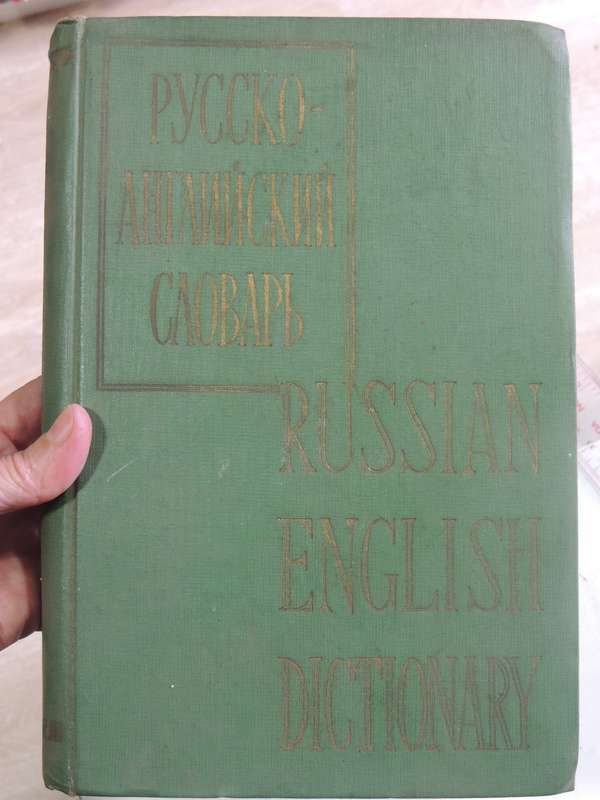 РУССКО-
АНГЛИЙСКИЙ
СЛОВАРЬ
RUSSIAN
ENGLISH
DICTIONARY